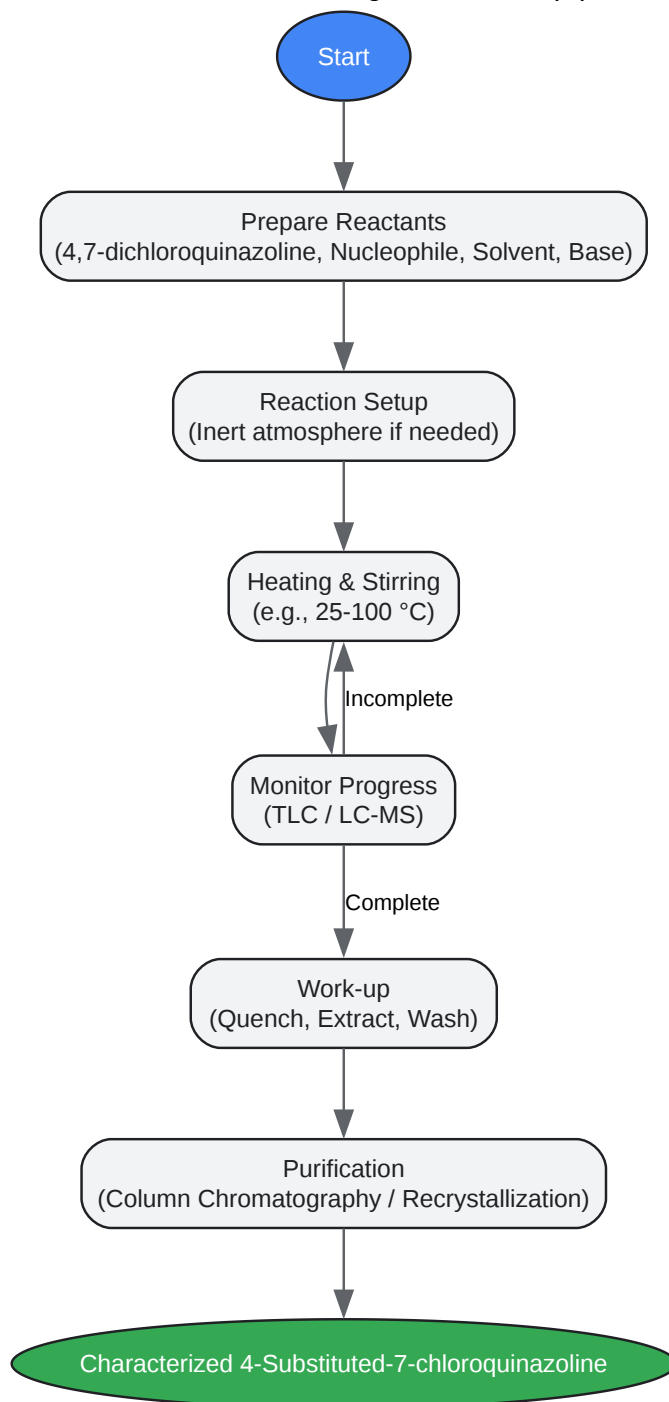 Start
Prepare Reactants
(4,7-dichloroquinazoline, Nucleophile, Solvent, Base)
Reaction Setup
(Inert atmosphere if needed)
Heating & Stirring
(e.g., 25-100 °C)
Incomplete
Monitor Progress
(TLC / LC-MS)
Complete
Work-up
(Quench, Extract, Wash)
Purification
(Column Chromatography / Recrystallization)
Characterized 4-Substituted-7-chloroquinazoline